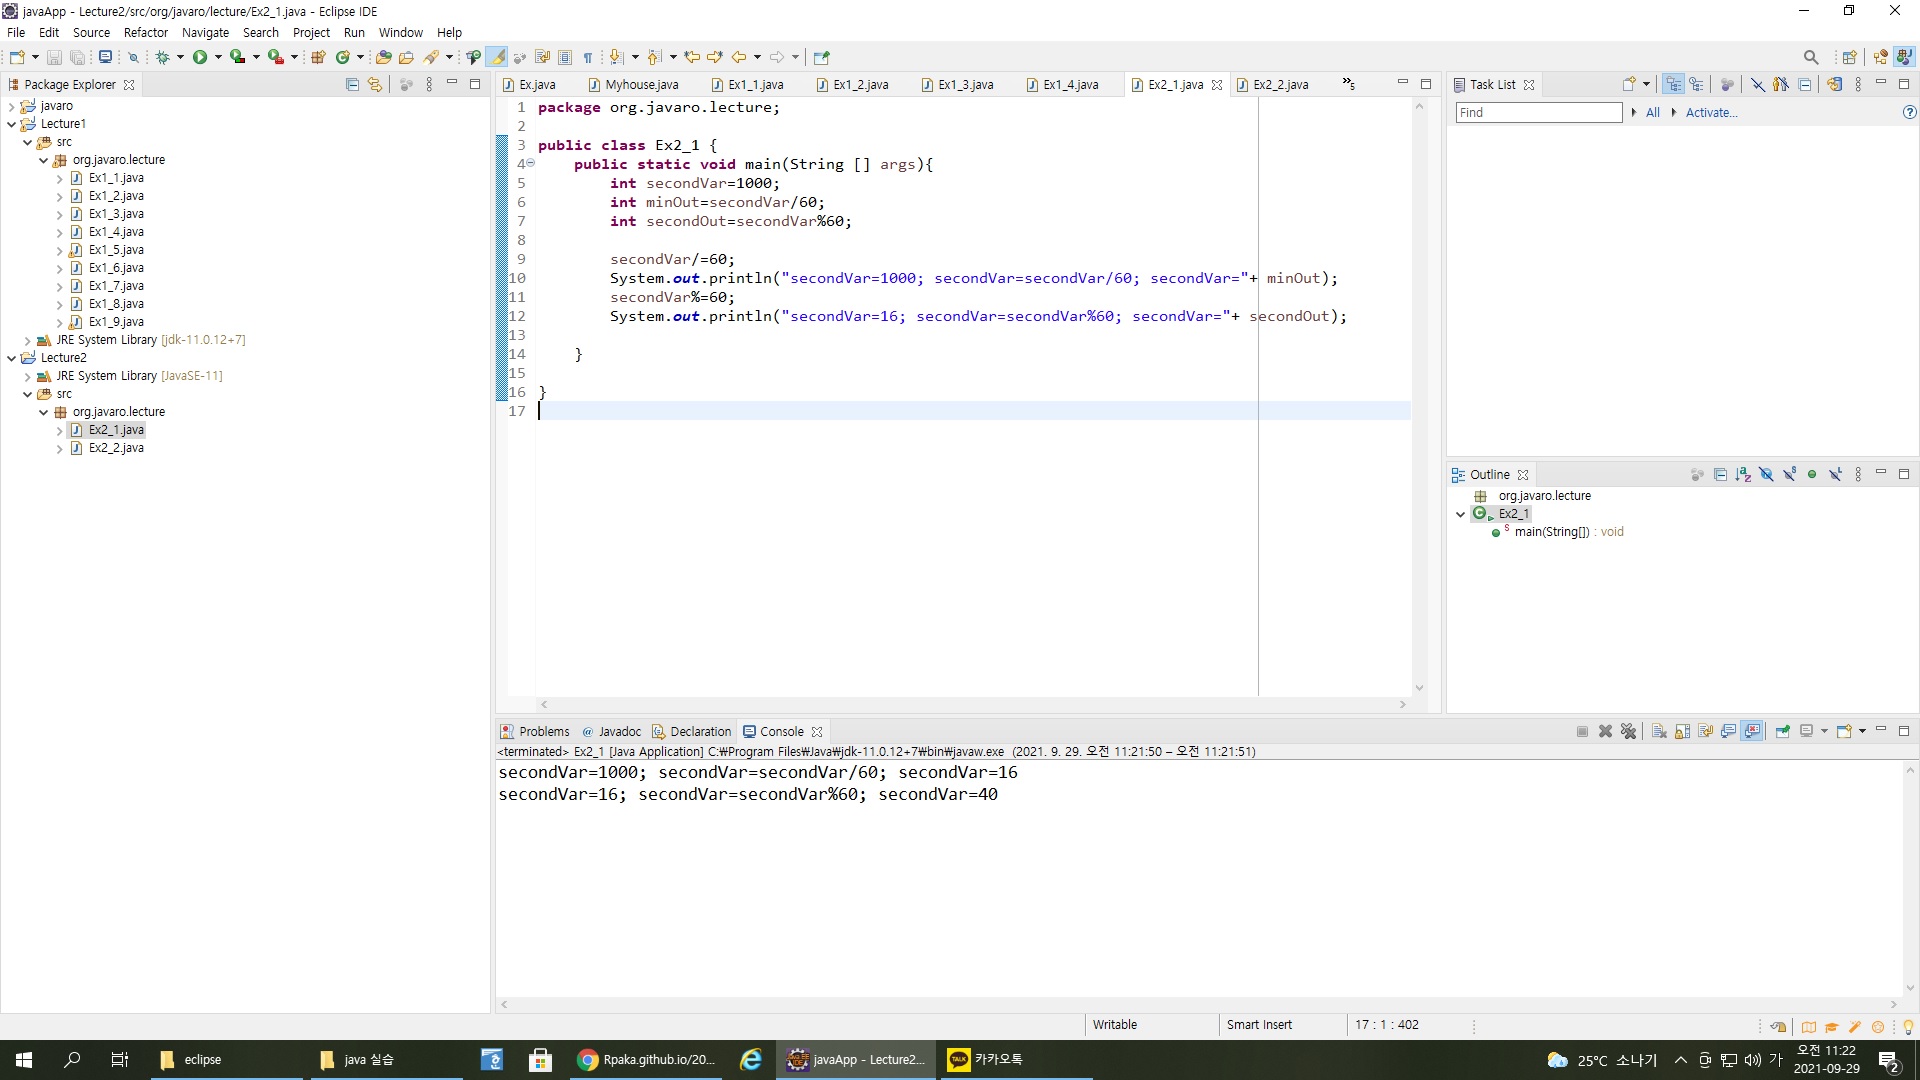 javaApp - Lecture2/src/org/javaro/lecture/Ex2_1.java - Eclipse IDE
File Edit Source Refactor Navigate Search Project Run Window Help
Package Explorer
javaro
Lecture1
src
org.javaro.lecture
Ex1_1.java
Ex1_2.java
Ex1_3.java
Ex1_4.java
Ex1_5.java
Ex1_6.java
Ex1_7.java
Ex1_8.java
Ex1_9.java
JRE System Library [jdk-11.0.12+7]
Lecture2
JRE System Library [JavaSE-11]
src
org.javaro.lecture
Ex2_1.java
Ex2_2.java
Ex.java Myhouse.java Ex1_1.java Ex1_2.java Ex1_3.java Ex1_4.java Ex2_1.java Ex2_2.java »5
1 package org.javaro.lecture;
2
3 public class Ex2_1 {
4 public static void main(String [] args){
5 int secondVar=1000;
6 int minOut=secondVar/60;
7 int secondOut=secondVar%60;
8
9 secondVar/=60;
10 System.out.println("secondVar=1000; secondVar=secondVar/60; secondVar="+ minOut);
11 secondVar%=60;
12 System.out.println("secondVar=16; secondVar=secondVar%60; secondVar="+ secondOut);
13
14 }
15
16 }
17
Task List
Find All Activate...
Outline
org.javaro.lecture
Ex2_1
main(String[]) : void
Problems Javadoc Declaration Console
<terminated> Ex2_1 [Java Application] C:₩Program Files₩Java₩jdk-11.0.12+7₩bin₩javaw.exe (2021. 9. 29. 오전 11:21:50 – 오전 11:21:51)
secondVar=1000; secondVar=secondVar/60; secondVar=16
secondVar=16; secondVar=secondVar%60; secondVar=40
Writable Smart Insert 17 : 1 : 402
eclipse java 실습 Rpaka.github.io/20... javaApp - Lecture2... TALK 카카오톡 25°C 소나기 가 오전 11:22
2021-09-29
2